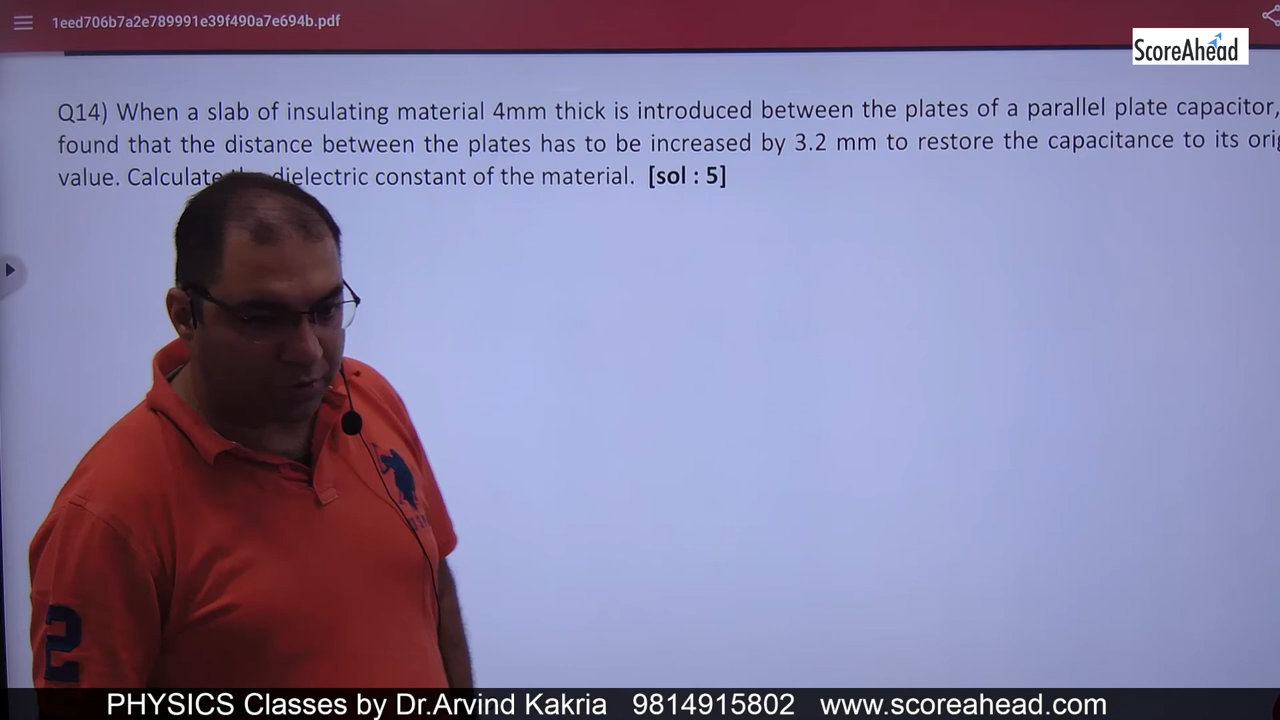 1eed706b7a2e789991e39f490a7e694b.pdf
ScoreAhead
Q14) When a slab of insulating material 4mm thick is introduced between the plates of a parallel plate capacitor,
found that the distance between the plates has to be increased by 3.2 mm to restore the capacitance to its
value. Calculate dielectric constant of the material. [sol : 5]
2
PHYSICS Classes by Dr.Arvind Kakria 9814915802 www.scoreahead.com